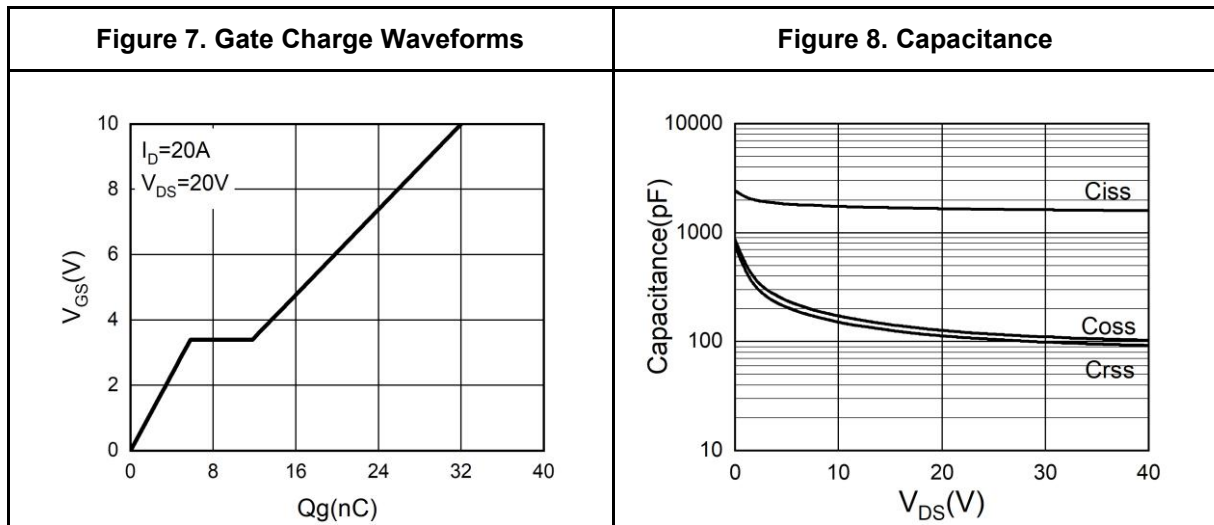 Figure 7. Gate Charge Waveforms
Figure 8. Capacitance
10
8
6
4
2
0
V_GS(V)
I_D=20A
V_DS=20V
0 8 16 24 32 40
Qg(nC)
10000
1000
100
10
Capacitance(pF)
Ciss
Coss
Crss
0 10 20 30 40
V_DS(V)